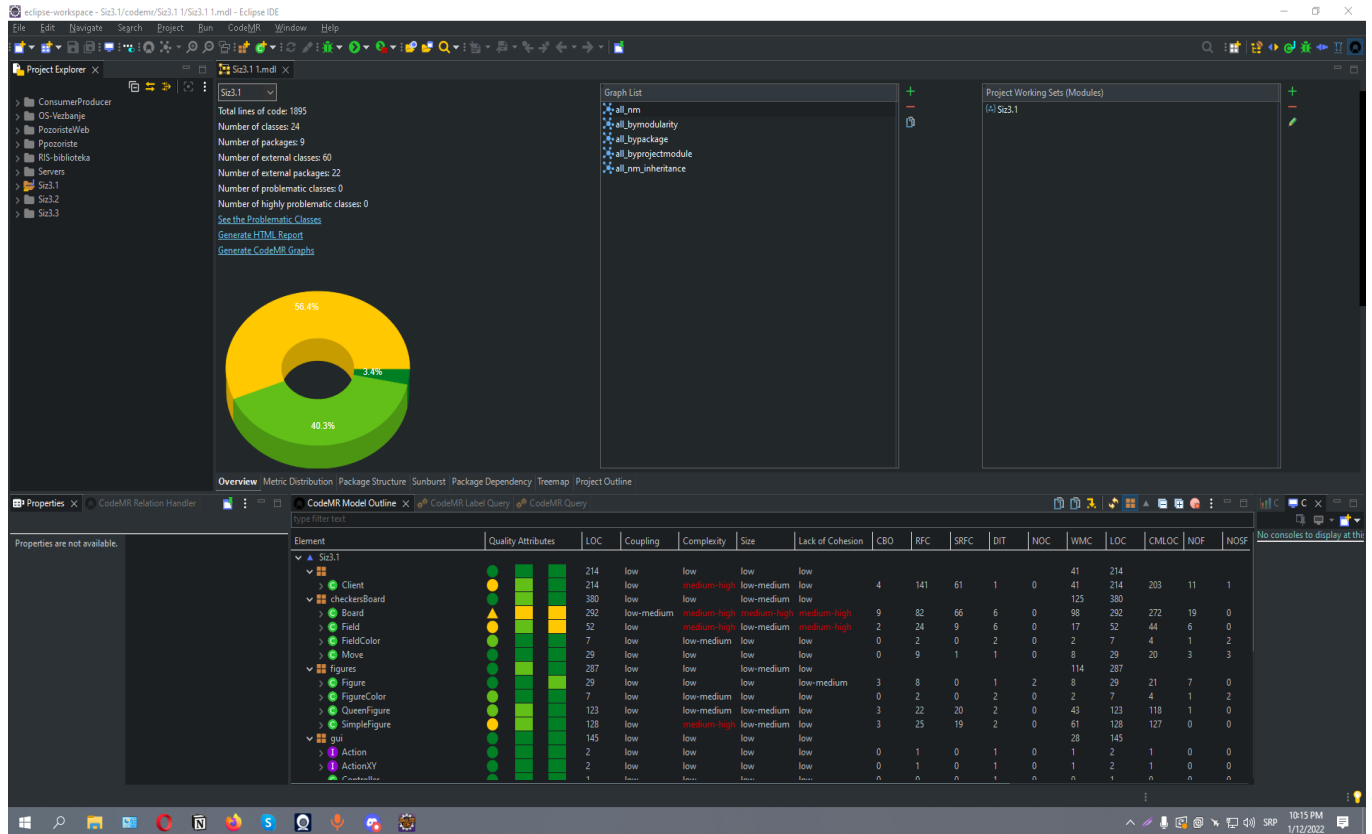 eclipse-workspace - Siz3.1/codemr/Siz3.1 1/Siz3.1 1.mdl - Eclipse IDE
File Edit Navigate Search Project Run CodeMR Window Help
Project Explorer
ConsumerProducer
OS-Vezbanje
PozoristeWeb
Ppozoriste
RIS-biblioteka
Servers
Siz3.1
Siz3.2
Siz3.3
Siz3.1 1.mdl
Siz3.1
Total lines of code: 1895
Number of classes: 24
Number of packages: 9
Number of external classes: 60
Number of external packages: 22
Number of problematic classes: 0
Number of highly problematic classes: 0
See the Problematic Classes
Generate HTML Report
Generate CodeMR Graphs
56.4%
3.4%
40.3%
Graph List
all_nm
all_bymodularity
all_bypackage
all_byprojectmodule
all_nm_inheritance
Project Working Sets (Modules)
Siz3.1
Overview Metric Distribution Package Structure Sunburst Package Dependency Treemap Project Outline
Properties CodeMR Relation Handler
Properties are not available.
CodeMR Model Outline CodeMR Label Query CodeMR Query
type filter text
Element Quality Attributes LOC Coupling Complexity Size Lack of Cohesion CBO RFC SRFC DIT NOC WMC LOC CMLOC NOF NOSF
Siz3.1
214 low low low low 41 214
Client 214 low medium-high low-medium low 4 141 61 1 0 41 214 203 11 1
checkersBoard 380 low low low-medium low 125 380
Board 292 low-medium medium-high medium-high medium-high 9 82 66 6 0 98 292 272 19 0
Field 52 low medium-high low-medium medium-high 2 24 9 6 0 17 52 44 6 0
FieldColor 7 low low-medium low low 0 2 0 2 0 2 7 4 1 2
Move 29 low low low low 0 9 1 1 0 8 29 20 3 3
figures 287 low low low-medium low 114 287
Figure 29 low low low low-medium 3 8 0 1 2 8 29 21 7 0
FigureColor 7 low low-medium low low 0 2 0 2 0 2 7 4 1 2
QueenFigure 123 low low-medium low-medium low 3 22 20 2 0 43 123 118 1 0
SimpleFigure 128 low medium-high low-medium low 3 25 19 2 0 61 128 127 0 0
gui 145 low low low low 28 145
Action 2 low low low low 0 1 0 1 0 1 2 1 0 0
ActionXY 2 low low low low 0 1 0 1 0 1 2 1 0 0
Controller 1 low low low low 0 0 0 1 0 0 1 0 0 0
C
C
No consoles to display at this
SRP
10:15 PM
1/12/2022